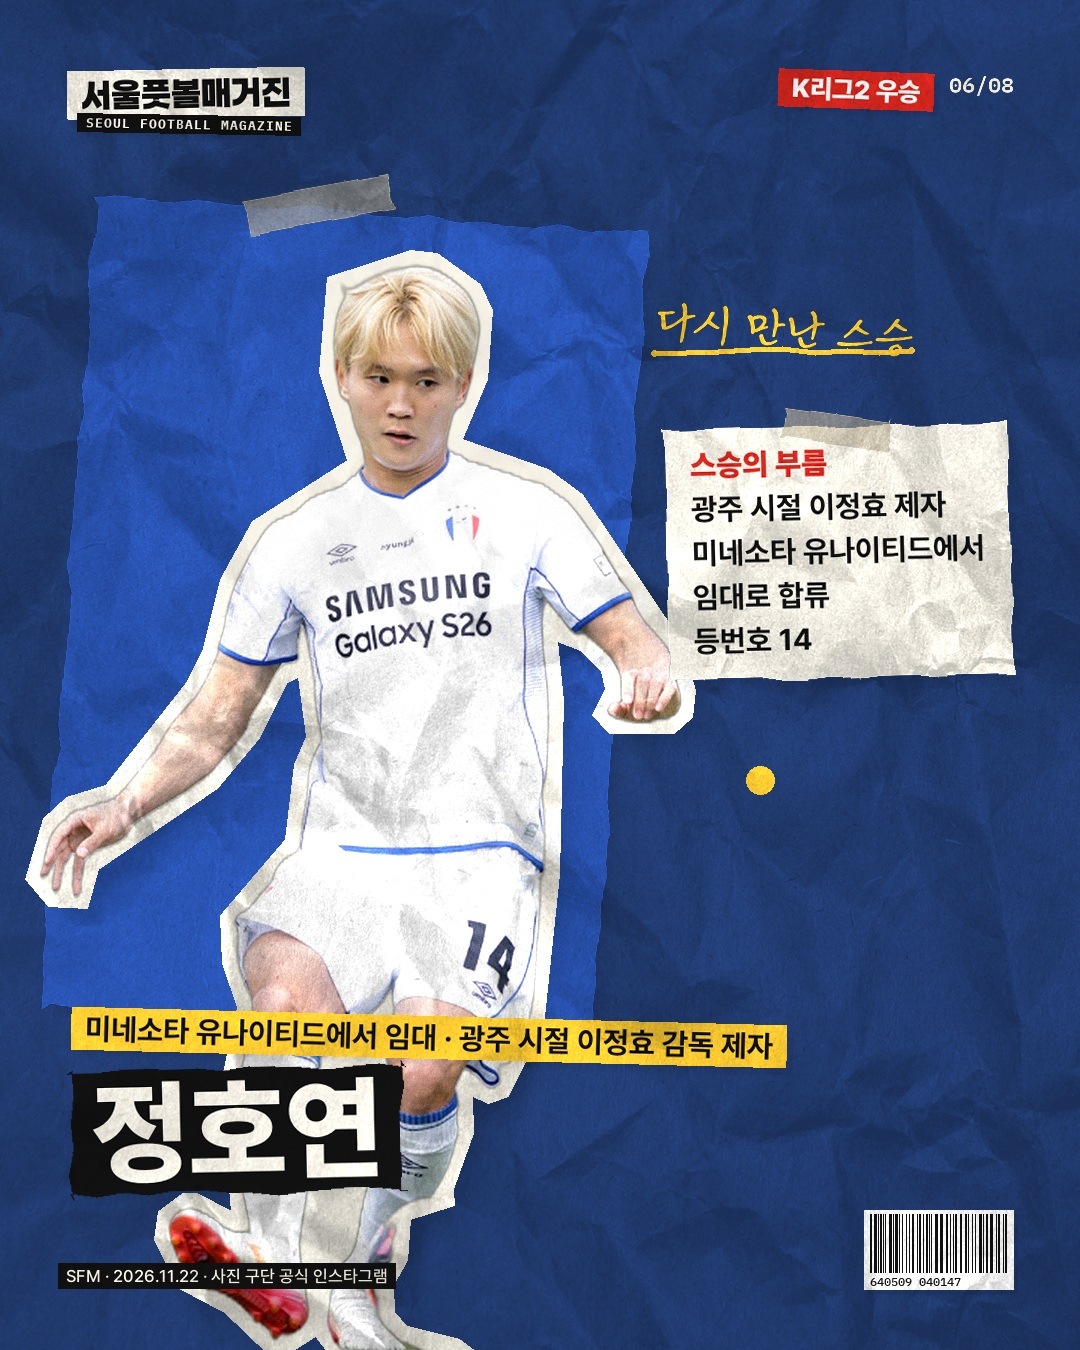 서울풋볼매거진
SEOUL FOOTBALL MAGAZINE
K리그2 우승
06/08
다시 만난 스승
스승의 부름
광주 시절 이정효 제자
미네소타 유나이티드에서
임대로 합류
등번호 14
umbro
SAMSUNG
Galaxy S26
14
umbro
미네소타 유나이티드에서 임대 · 광주 시절 이정효 감독 제자
정호연
SFM · 2026.11.22 · 사진 구단 공식 인스타그램
640509 040147